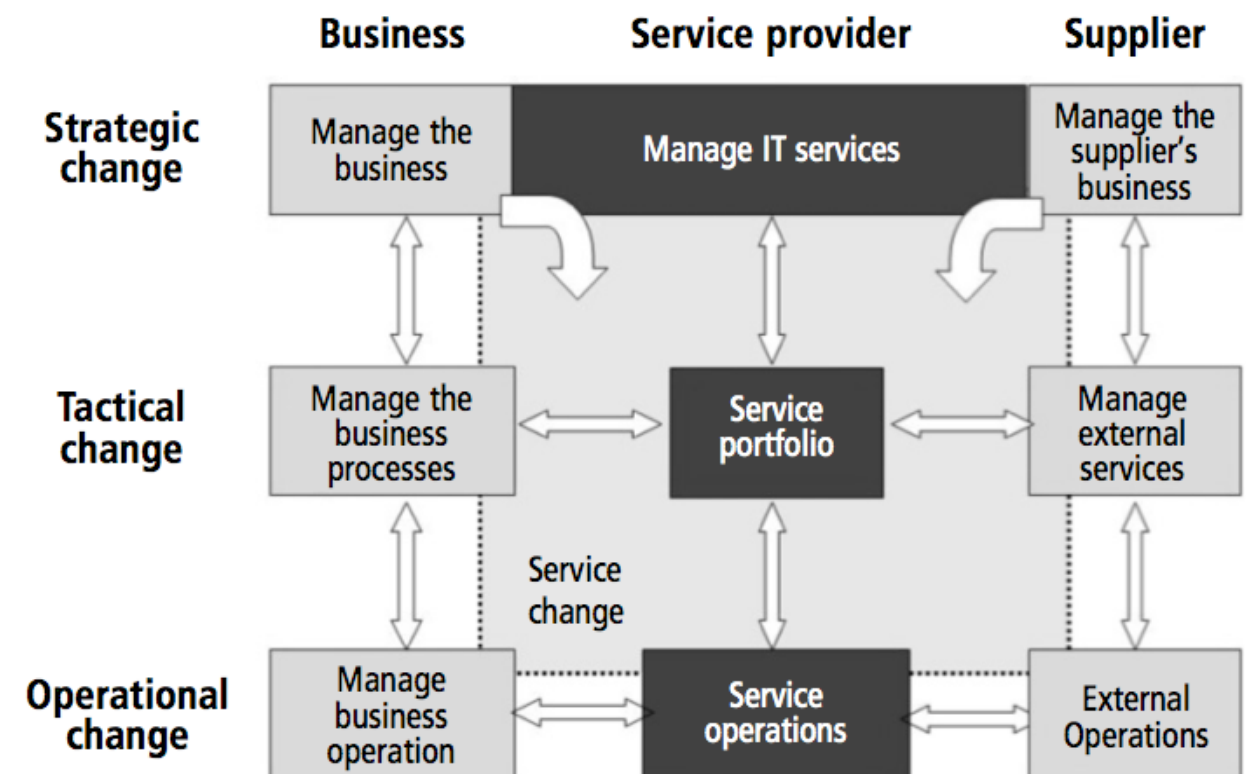 Business
Service provider
Supplier
Strategic
change
Manage the
business
Manage IT services
Manage the
supplier's
business
Tactical
change
Manage the
business
processes
Service
portfolio
Manage
external
services
Service
change
Operational
change
Manage
business
operation
Service
operations
External
Operations